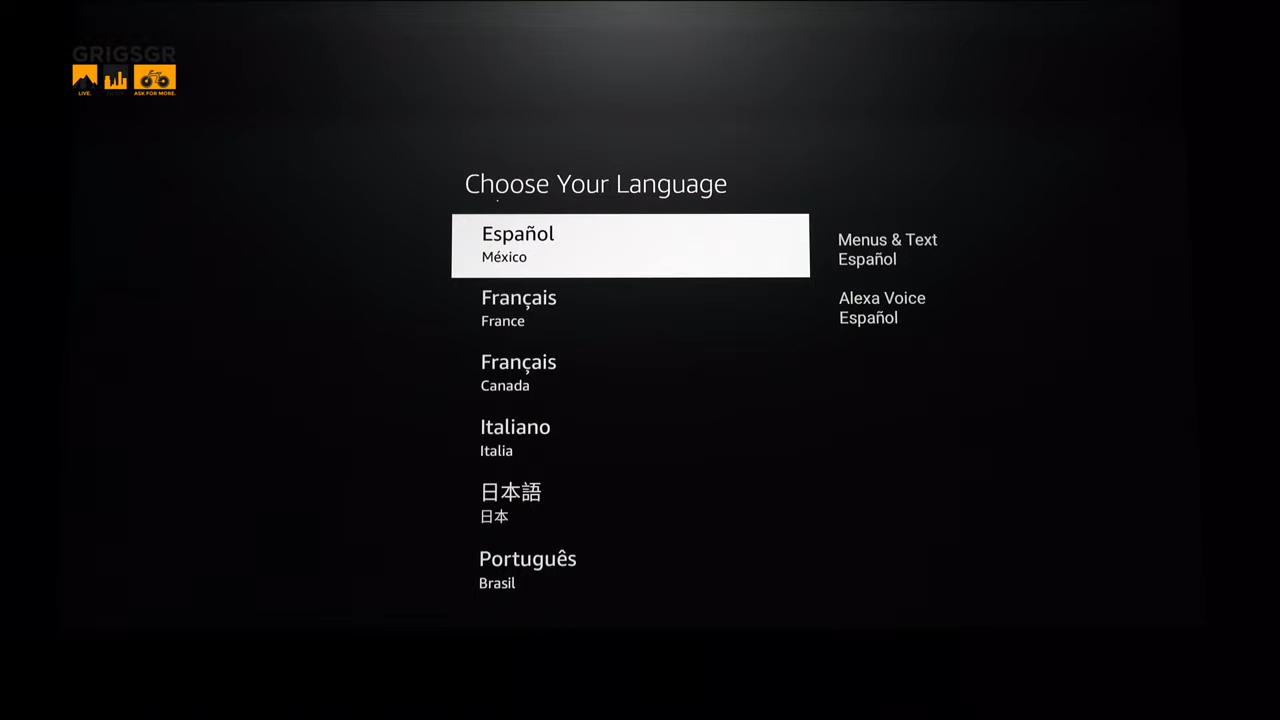 GRIGSGR
LIVE.
ASK FOR MORE.
Choose Your Language
Español
México
Menus & Text
Español
Alexa Voice
Español
Français
France
Français
Canada
Italiano
Italia
日本語
日本
Português
Brasil